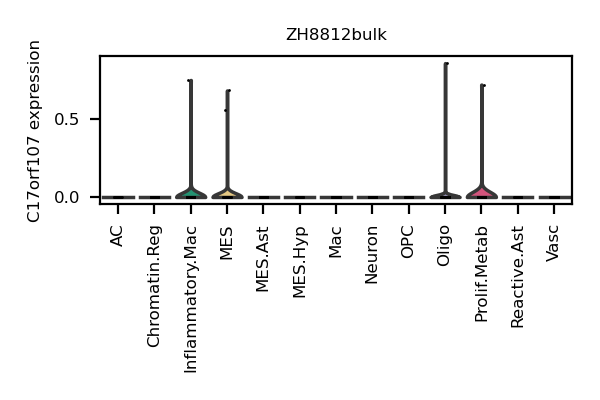 ZH8812bulk
C17orf107 expression
0.5
0.0
AC
Chromatin.Reg
Inflammatory.Mac
MES
MES.Ast
MES.Hyp
Mac
Neuron
OPC
Oligo
Prolif.Metab
Reactive.Ast
Vasc